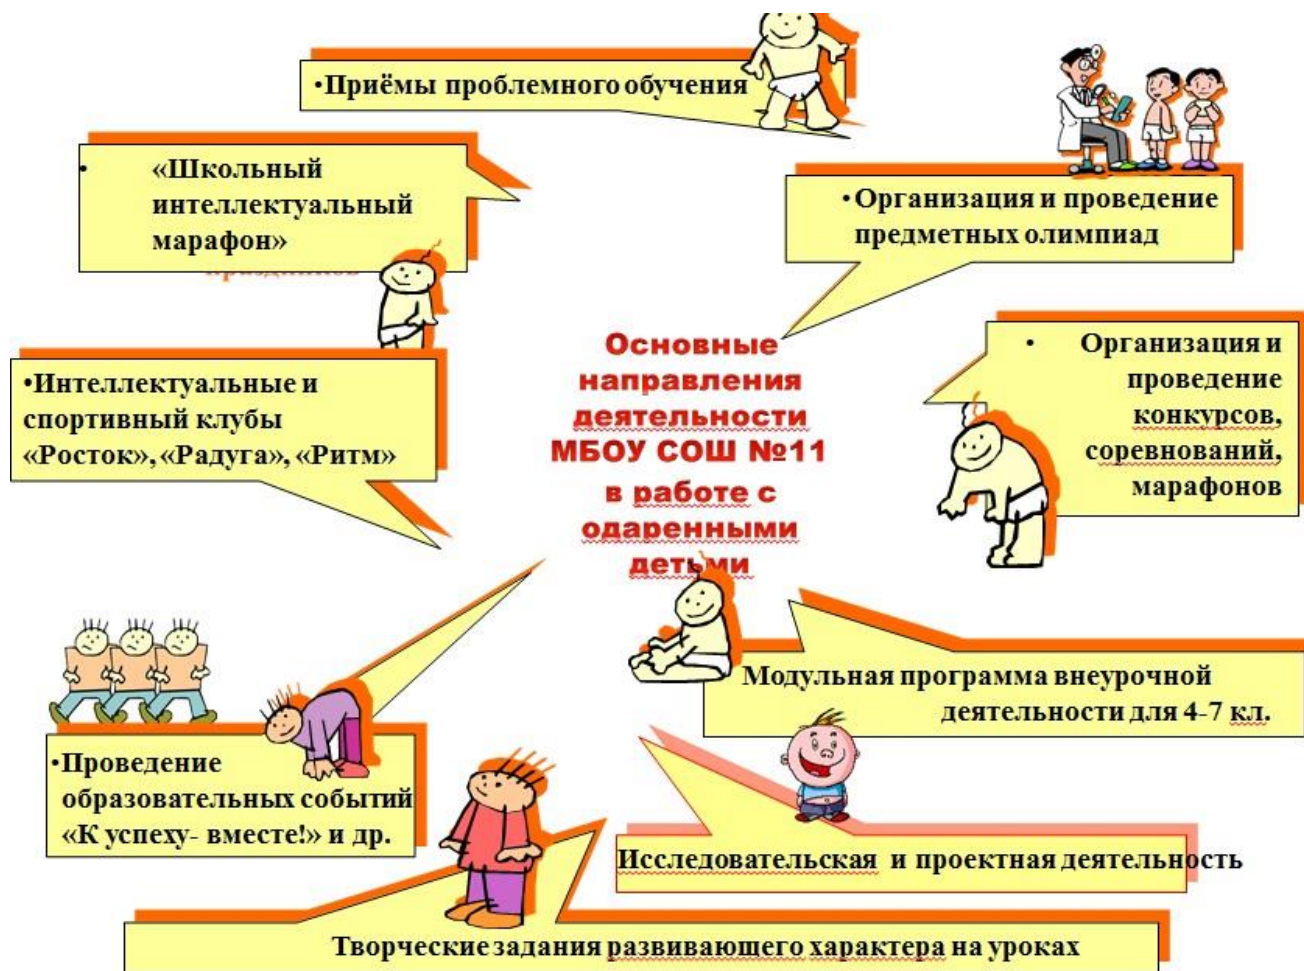 •Приёмы проблемного обучения
• «Школьный
интеллектуальный
марафон»
•Организация и проведение
предметных олимпиад
Основные
направления
деятельности
МБОУ СОШ №11
в работе с
одаренными
детьми
• Организация и
проведение
конкурсов,
соревнований,
марафонов
•Интеллектуальные и
спортивный клубы
«Росток», «Радуга», «Ритм»
Модульная программа внеурочной
деятельности для 4-7 кл.
•Проведение
образовательных событий
«К успеху- вместе!» и др.
Исследовательская и проектная деятельность
Творческие задания развивающего характера на уроках